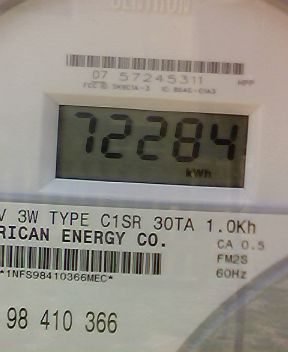 CENTRON
07 57245311
kWh
72284
V 3W TYPE C1SR 30TA 1.0Kh
RICAN ENERGY CO.
CA 0.5
FM2S
60Hz
*1NFS98410366MEC*
98 410 366